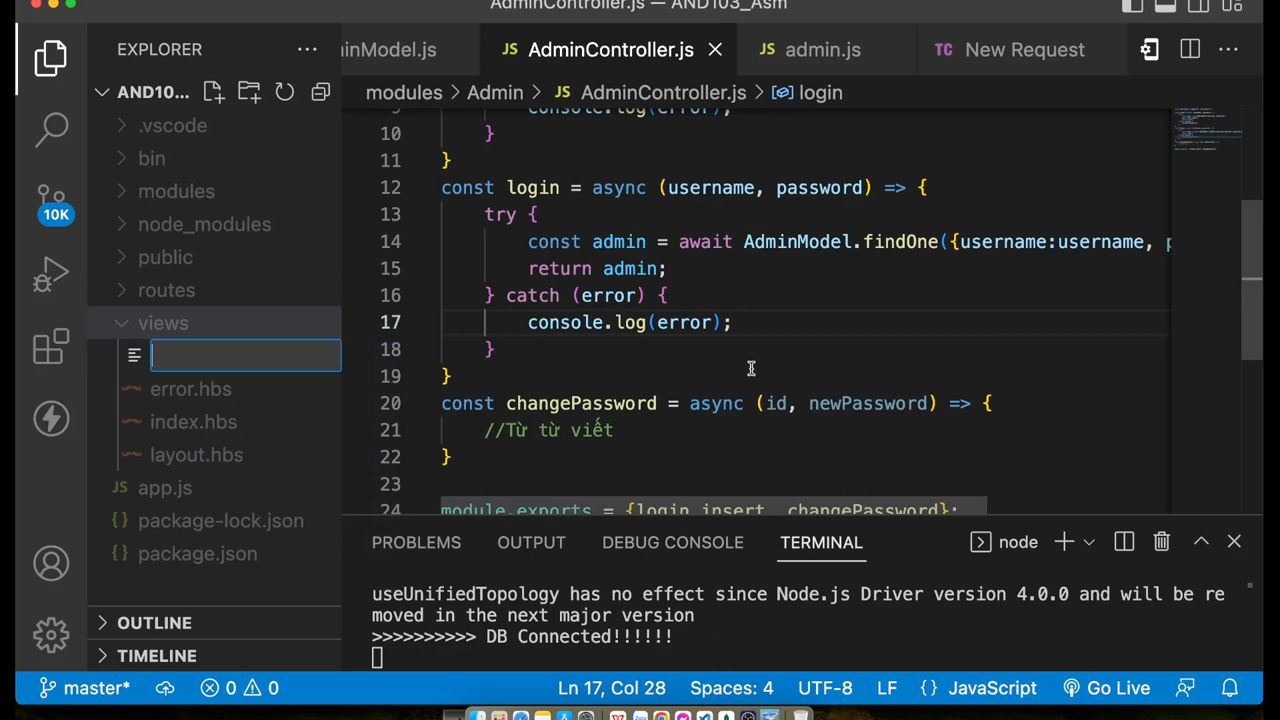 AdminController.js — AND103_Asm
EXPLORER
inModel.js
JS AdminController.js
JS admin.js
TC New Request
AND10...
modules > Admin > JS AdminController.js > login
.vscode
bin
modules
node_modules
public
routes
views
error.hbs
index.hbs
layout.hbs
JS app.js
{} package-lock.json
{} package.json
OUTLINE
TIMELINE
10K
console.log(error);
10 }
11 }
12 const login = async (username, password) => {
13 try {
14 const admin = await AdminModel.findOne({username:username,
15 return admin;
16 } catch (error) {
17 console.log(error);
18 }
19 }
20 const changePassword = async (id, newPassword) => {
21 //Từ từ viết
22 }
23
24 module.exports = {login,insert, changePassword};
PROBLEMS OUTPUT DEBUG CONSOLE TERMINAL node
useUnifiedTopology has no effect since Node.js Driver version 4.0.0 and will be re
moved in the next major version
>>>>>>>>>> DB Connected!!!!!!
master* 0 0 Ln 17, Col 28 Spaces: 4 UTF-8 LF {} JavaScript Go Live